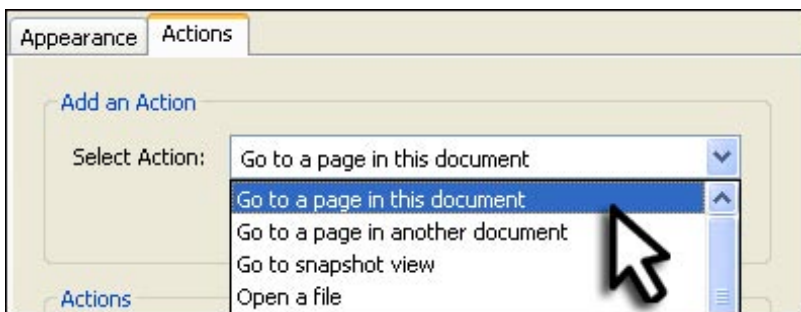 Appearance Actions
Add an Action
Select Action: Go to a page in this document
Go to a page in this document
Go to a page in another document
Go to snapshot view
Actions Open a file